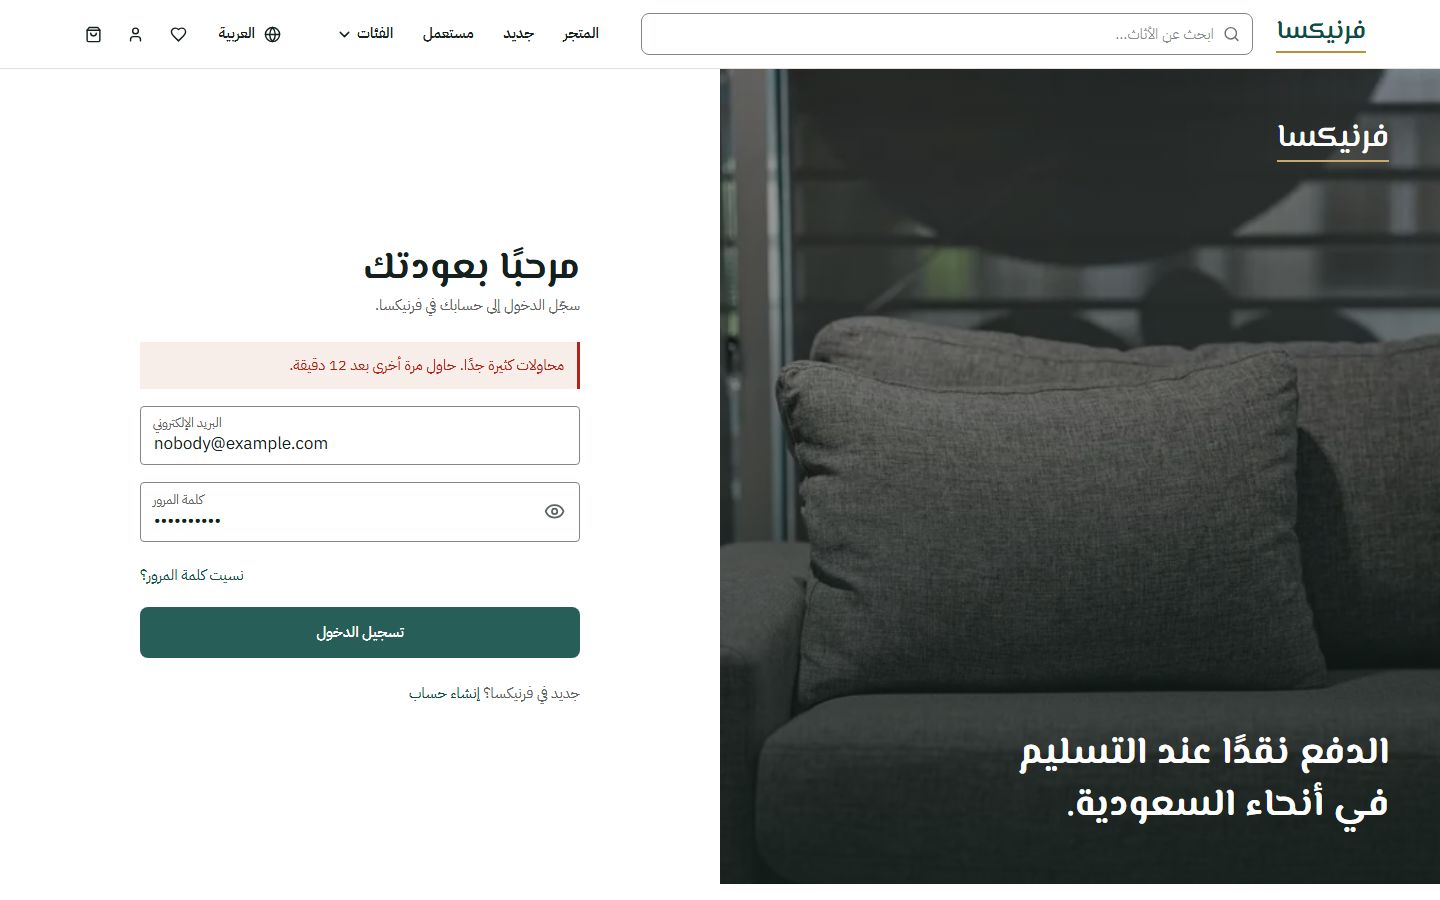 فرنيكسا
ابحث عن الأثاث...
المتجر
جديد
مستعمل
الفئات
العربية
فرنيكسا
الدفع نقدًا عند التسليم
في أنحاء السعودية.
مرحبًا بعودتك
سجّل الدخول إلى حسابك في فرنيكسا.
محاولات كثيرة جدًا. حاول مرة أخرى بعد 12 دقيقة.
البريد الإلكتروني
nobody@example.com
كلمة المرور
••••••••••
نسيت كلمة المرور؟
تسجيل الدخول
جديد في فرنيكسا؟ إنشاء حساب